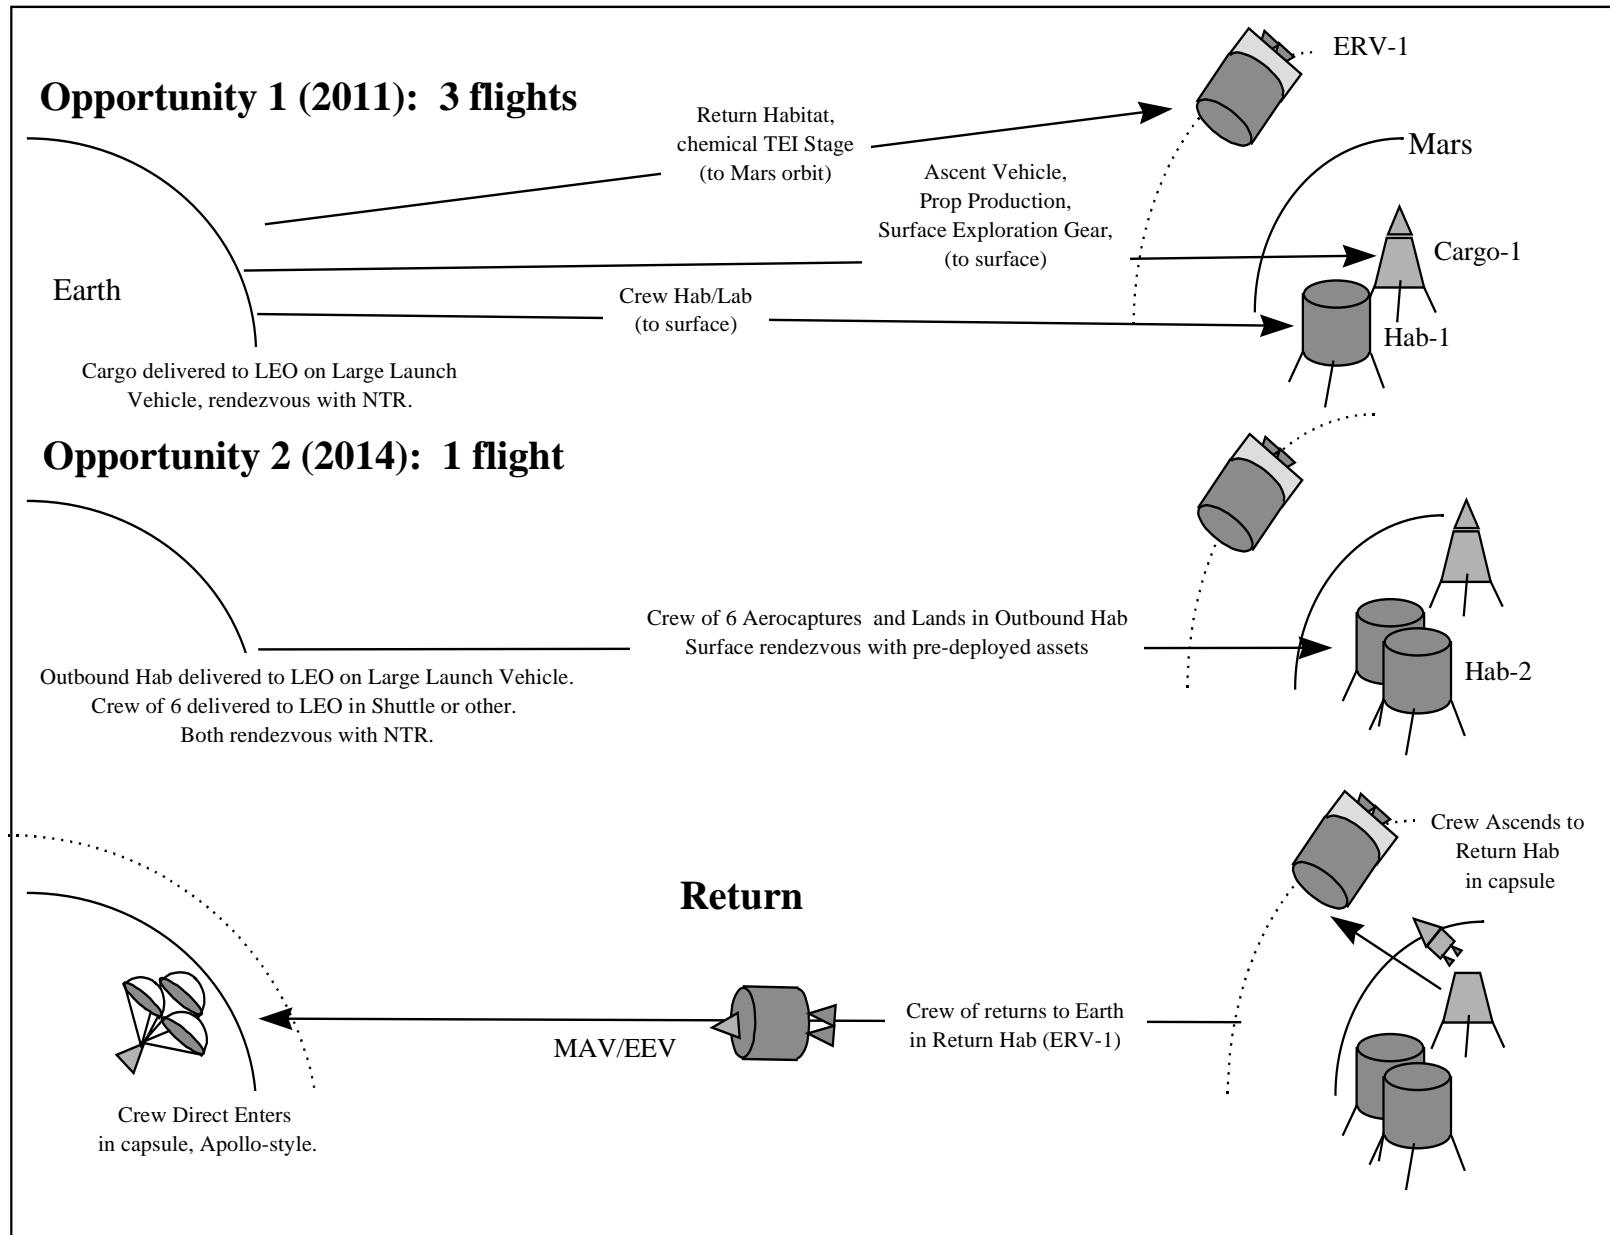 Opportunity 1 (2011):  3 flights
ERV-1
Return Habitat,
chemical TEI Stage
(to Mars orbit)
Mars
Ascent Vehicle,
Prop Production,
Surface Exploration Gear,
(to surface)
Cargo-1
Earth
Crew Hab/Lab
(to surface)
Hab-1
Cargo delivered to LEO on Large Launch
Vehicle, rendezvous with NTR.
Opportunity 2 (2014):  1 flight
Crew of 6 Aerocaptures  and Lands in Outbound Hab
Surface rendezvous with pre-deployed assets
Hab-2
Outbound Hab delivered to LEO on Large Launch Vehicle.
Crew of 6 delivered to LEO in Shuttle or other.
Both rendezvous with NTR.
Crew Ascends to
Return Hab
in capsule
Return
Crew of returns to Earth
in Return Hab (ERV-1)
MAV/EEV
Crew Direct Enters
in capsule, Apollo-style.